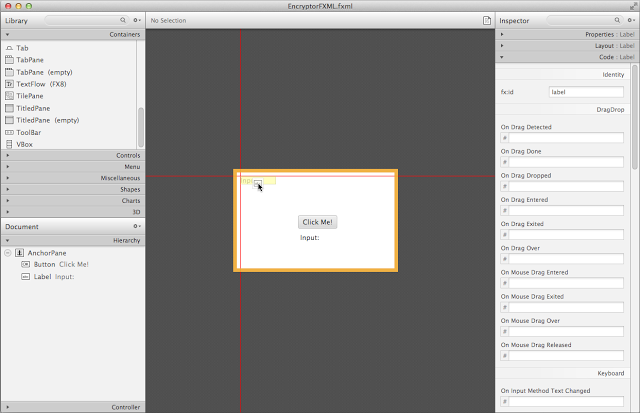 EncryptorFXML.fxml
Library
No Selection
Inspector
Containers
Tab
TabPane
TabPane (empty)
TextFlow (FX8)
TilePane
TitledPane
TitledPane (empty)
ToolBar
VBox
Controls
Menu
Miscellaneous
Shapes
Charts
3D
Document
Hierarchy
AnchorPane
Button Click Me!
Label Input:
Controller
Click Me!
Input:
Properties : Label
Layout : Label
Code : Label
Identity
fx:id label
DragDrop
On Drag Detected
#
On Drag Done
#
On Drag Dropped
#
On Drag Entered
#
On Drag Exited
#
On Drag Over
#
On Mouse Drag Entered
#
On Mouse Drag Exited
#
On Mouse Drag Over
#
On Mouse Drag Released
#
Keyboard
On Input Method Text Changed
#